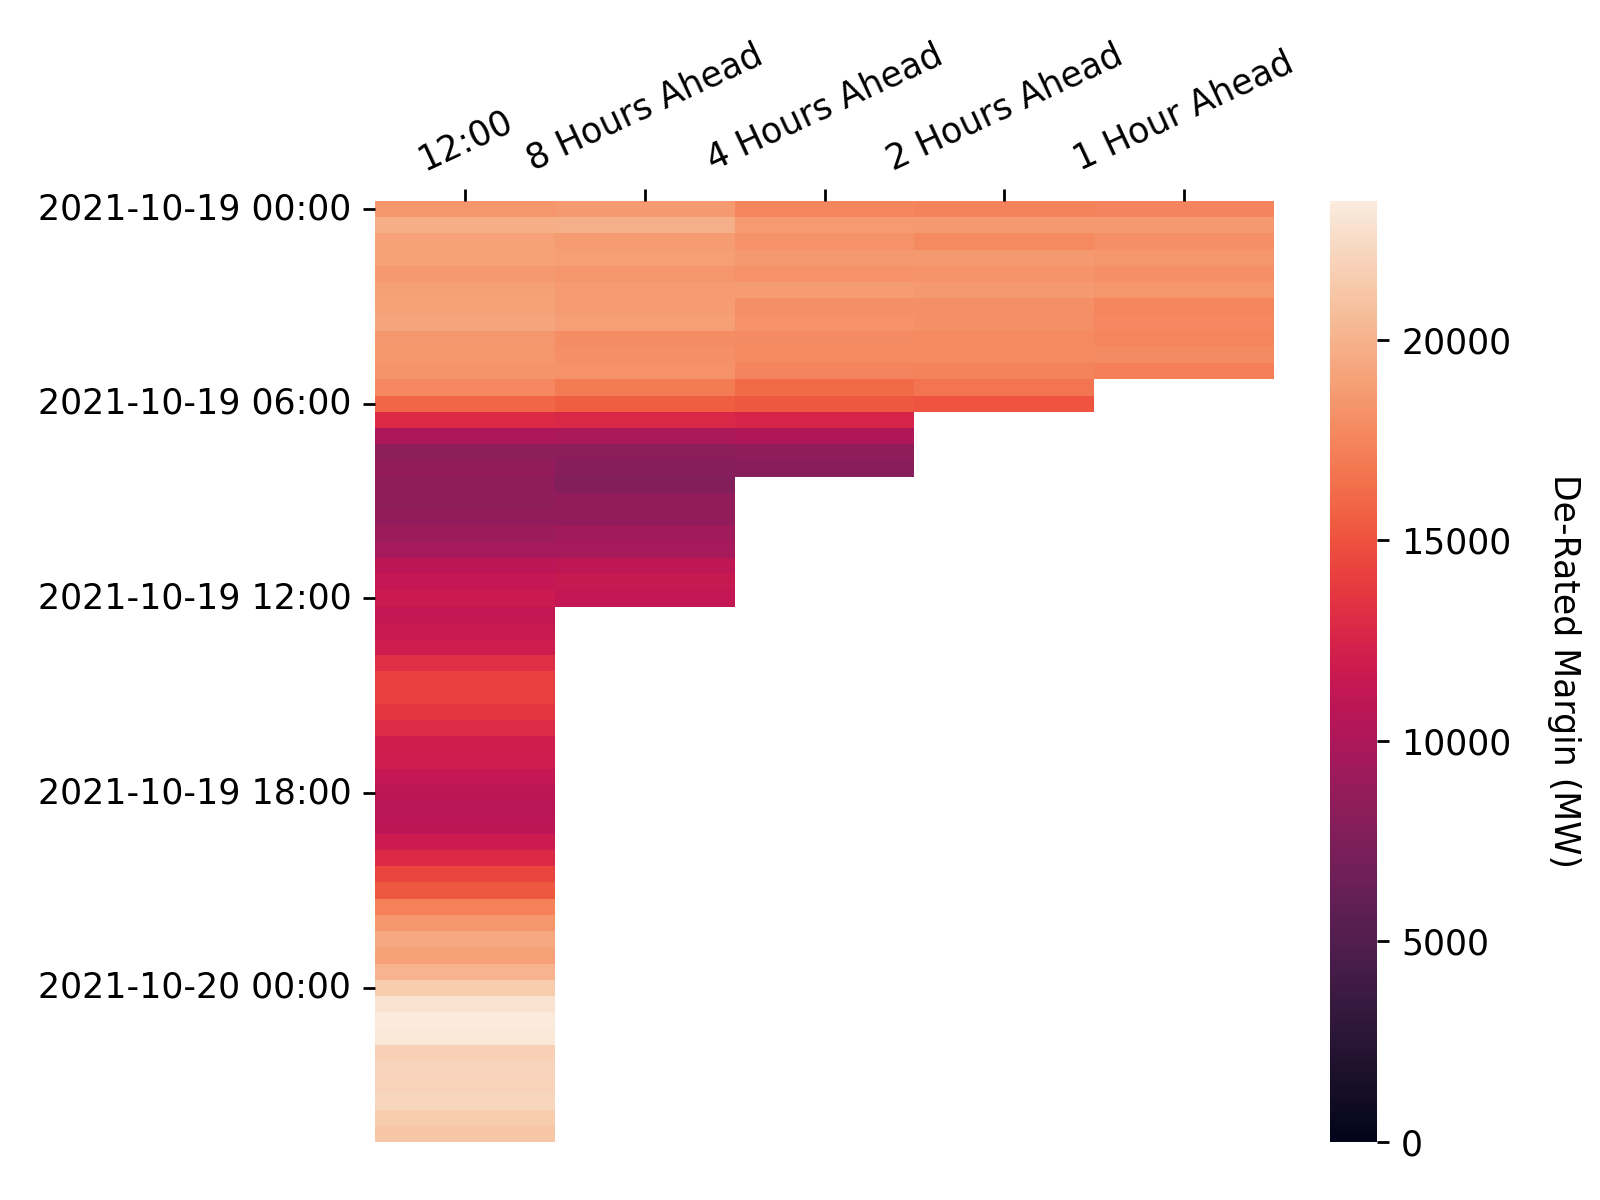 12:00
8 Hours Ahead
4 Hours Ahead
2 Hours Ahead
1 Hour Ahead
2021-10-19 00:00
2021-10-19 06:00
2021-10-19 12:00
2021-10-19 18:00
2021-10-20 00:00
20000
15000
10000
5000
0
De-Rated Margin (MW)